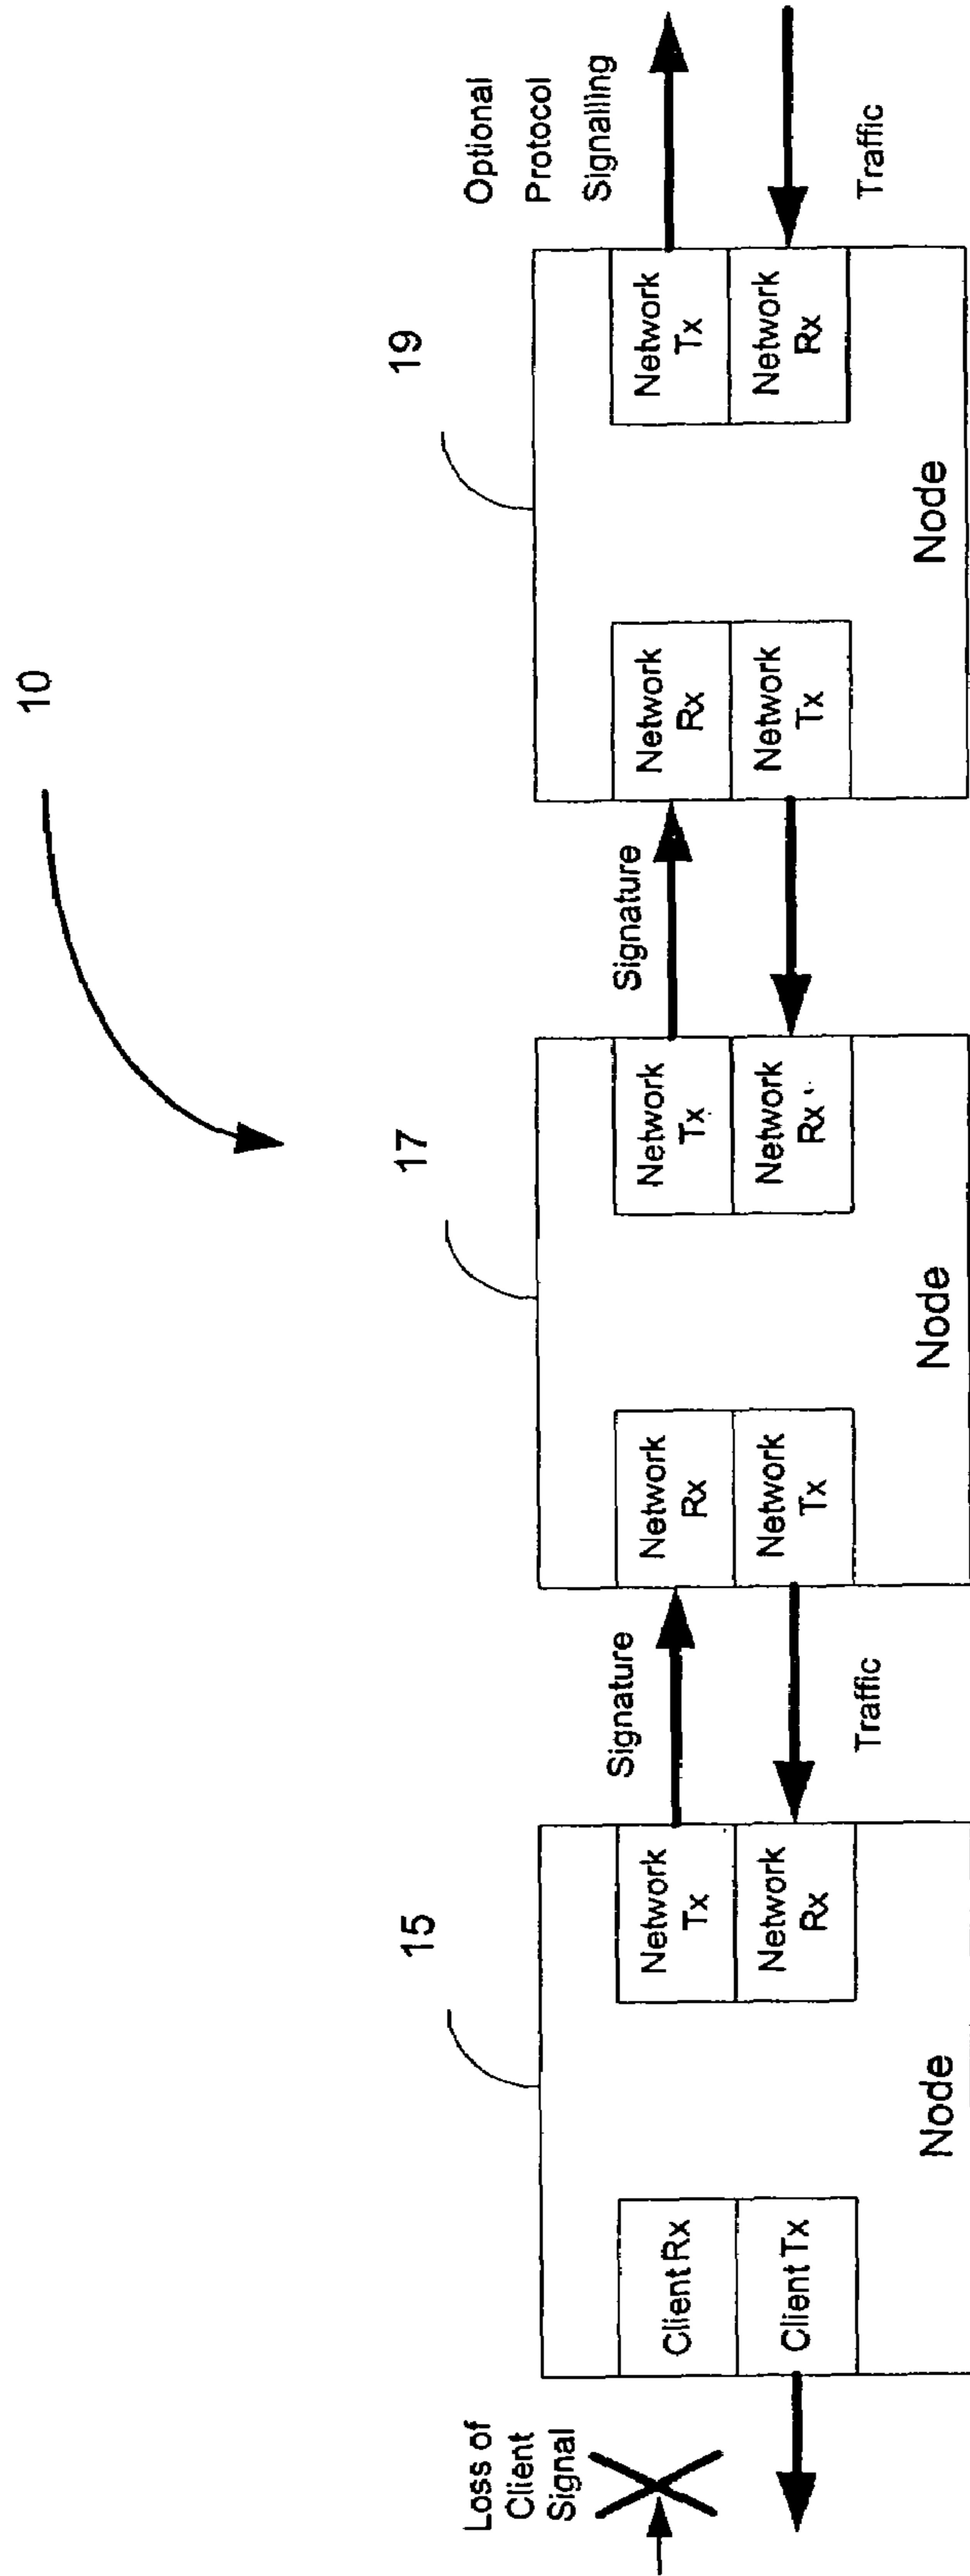 10
15
17
19
Loss of
Client
Signal
Client Rx
Client Tx
Network
Tx
Network
Rx
Node
Signature
Traffic
Network
Rx
Network
Tx
Network
Tx
Network
Rx
Node
Signature
Network
Rx
Network
Tx
Network
Tx
Network
Rx
Node
Optional
Protocol
Signalling
Traffic